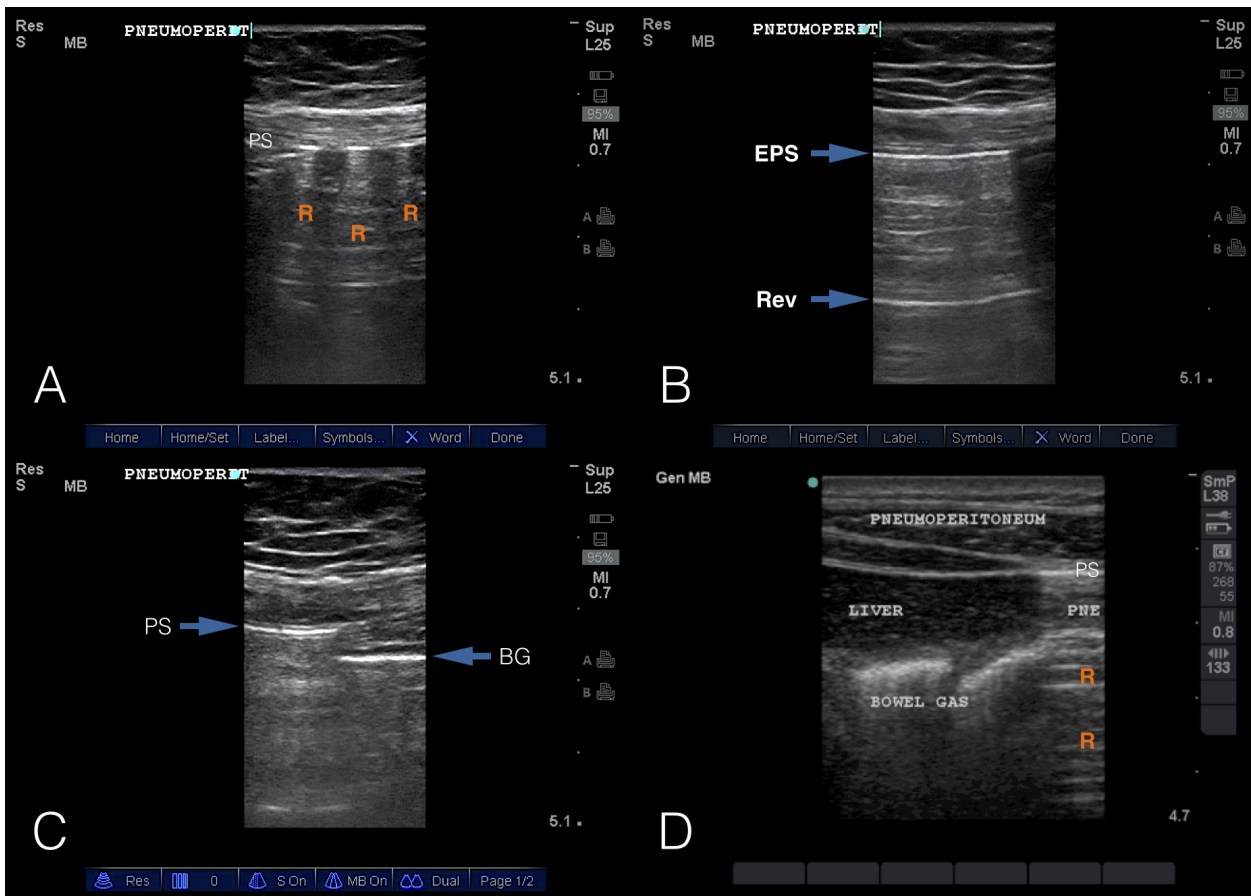 Res
S MB
PNEUMOPERET
Sup
L25
95%
MI
0.7
PS
R R R
A
B
5.1
A
Home Home/Set Label... Symbols... X Word Done
Res
S MB
PNEUMOPERET
Sup
L25
95%
MI
0.7
EPS
Rev
A
B
5.1
B
Home Home/Set Label... Symbols... X Word Done
Res
S MB
PNEUMOPERET
Sup
L25
95%
MI
0.7
PS
BG
A
B
5.1
C
Res 0 S On MB On Dual Page 1/2
Gen MB
PNEUMOPERITONEUM
PS
LIVER
PNE
BOWEL GAS
R
R
SmP
L38
CF
87%
268
55
MI
0.8
133
4.7
D